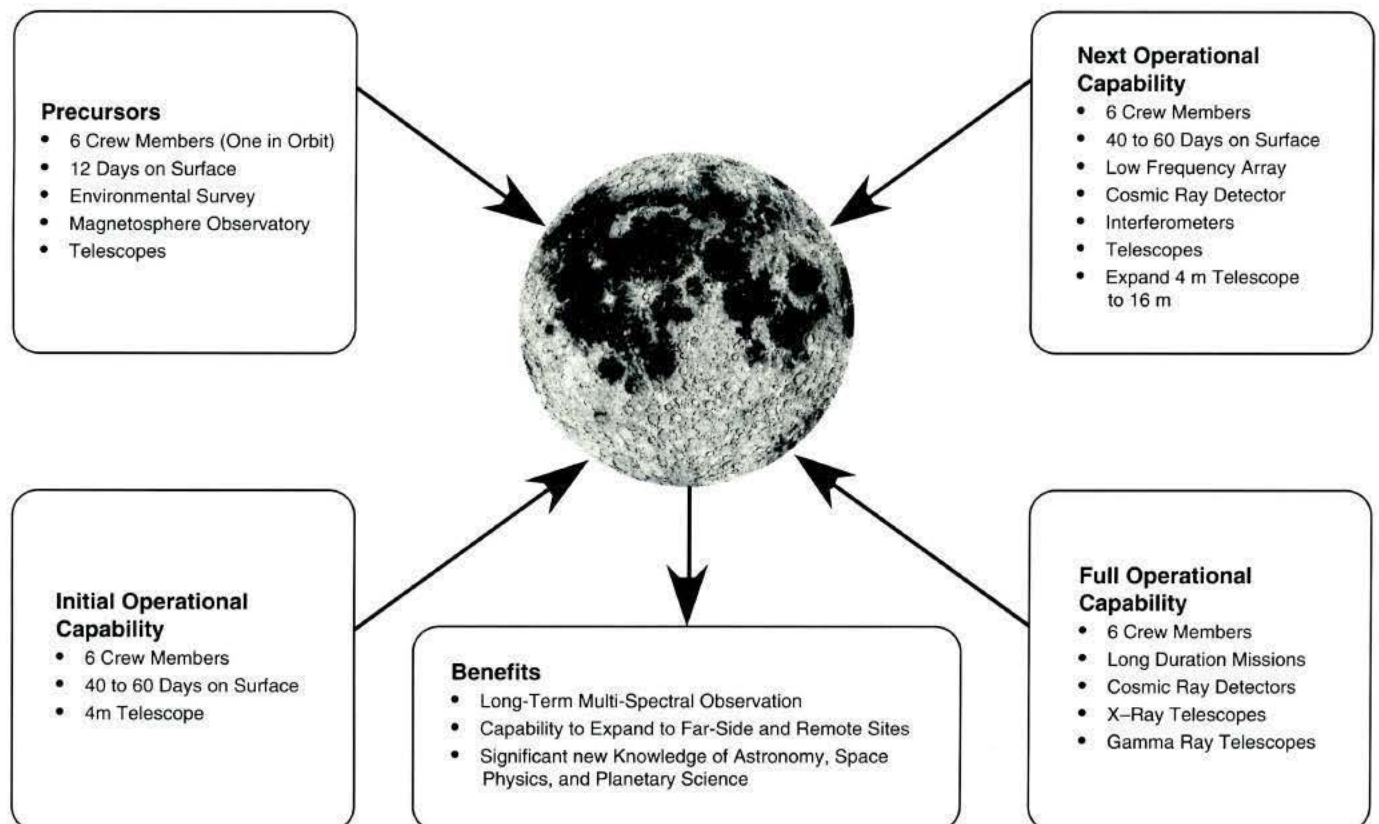 Precursors
• 6 Crew Members (One in Orbit)
• 12 Days on Surface
• Environmental Survey
• Magnetosphere Observatory
• Telescopes
Next Operational
Capability
• 6 Crew Members
• 40 to 60 Days on Surface
• Low Frequency Array
• Cosmic Ray Detector
• Interferometers
• Telescopes
• Expand 4 m Telescope
to 16 m
Initial Operational
Capability
• 6 Crew Members
• 40 to 60 Days on Surface
• 4m Telescope
Benefits
• Long-Term Multi-Spectral Observation
• Capability to Expand to Far-Side and Remote Sites
• Significant new Knowledge of Astronomy, Space
Physics, and Planetary Science
Full Operational
Capability
• 6 Crew Members
• Long Duration Missions
• Cosmic Ray Detectors
• X–Ray Telescopes
• Gamma Ray Telescopes